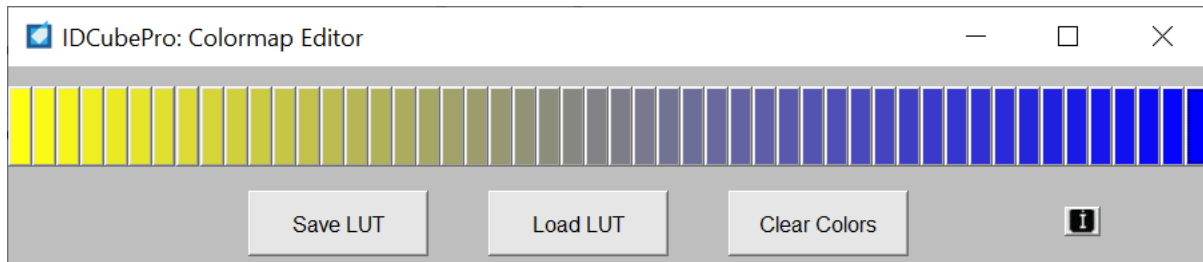 IDCubePro: Colormap Editor
Save LUT
Load LUT
Clear Colors
i